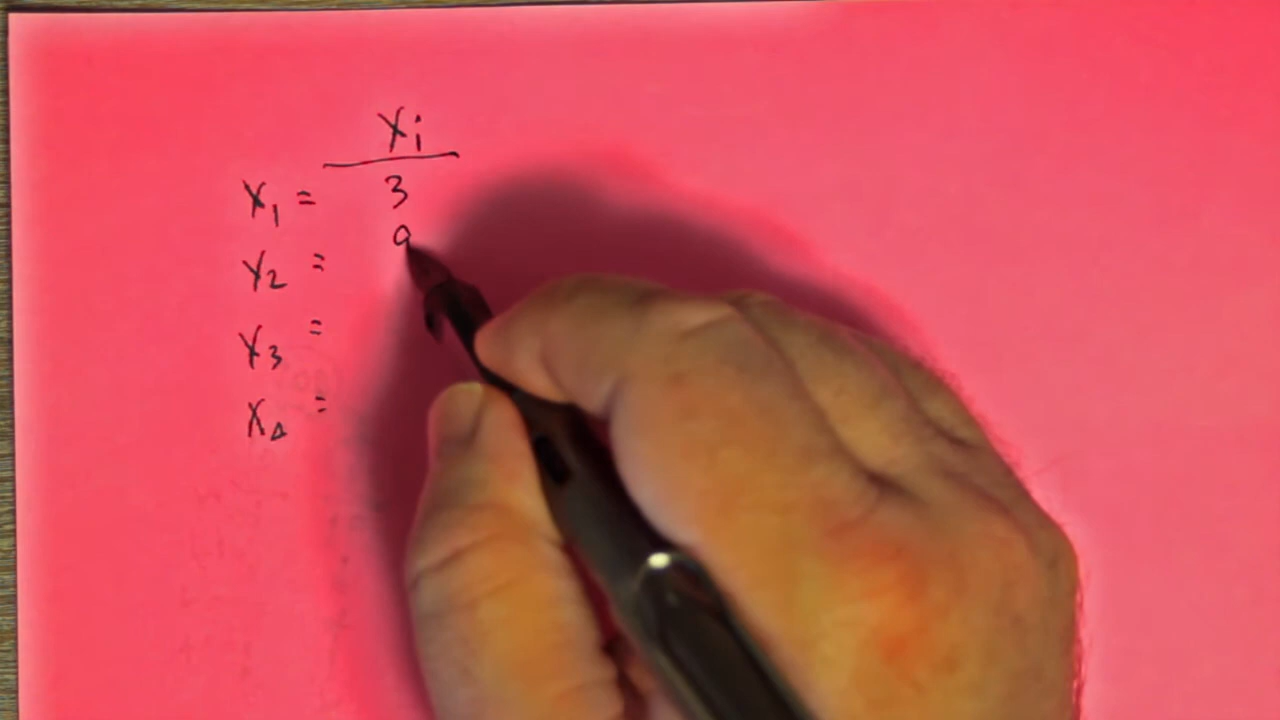 Xi
X1 = 3
X2 = 9
X3 =
X4 =